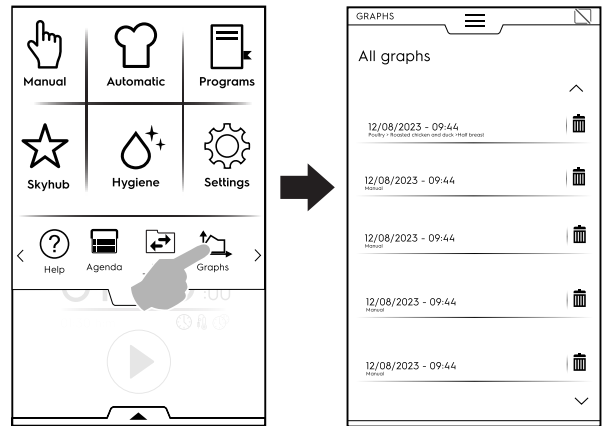 Manual
Automatic
Programs
Skyhub
Hygiene
Settings
Help
Agenda
Graphs
GRAPHS
All graphs
12/08/2023 - 09:44
Poultry > Roasted chicken and duck >Half breast
12/08/2023 - 09:44
Manual
12/08/2023 - 09:44
Manual
12/08/2023 - 09:44
Manual
12/08/2023 - 09:44
Manual